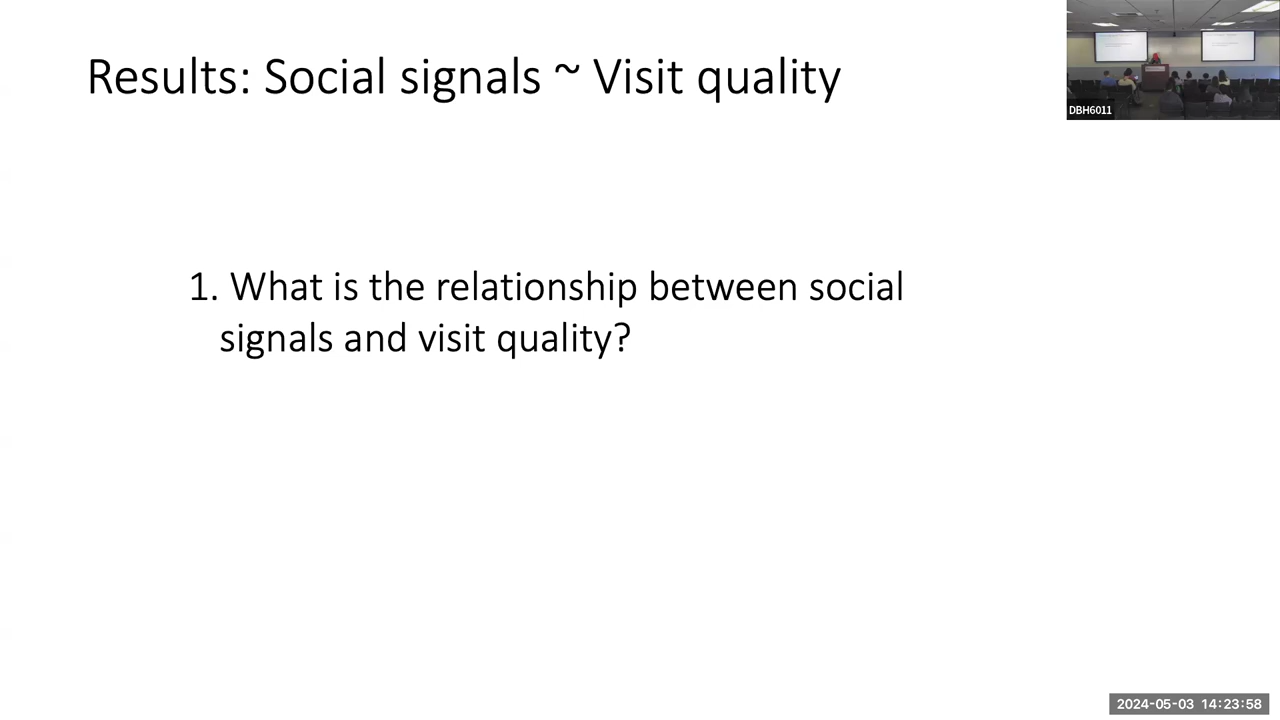 Results: Social signals ~ Visit quality
DBH6011
1. What is the relationship between social
signals and visit quality?
2024-05-03 14:23:58